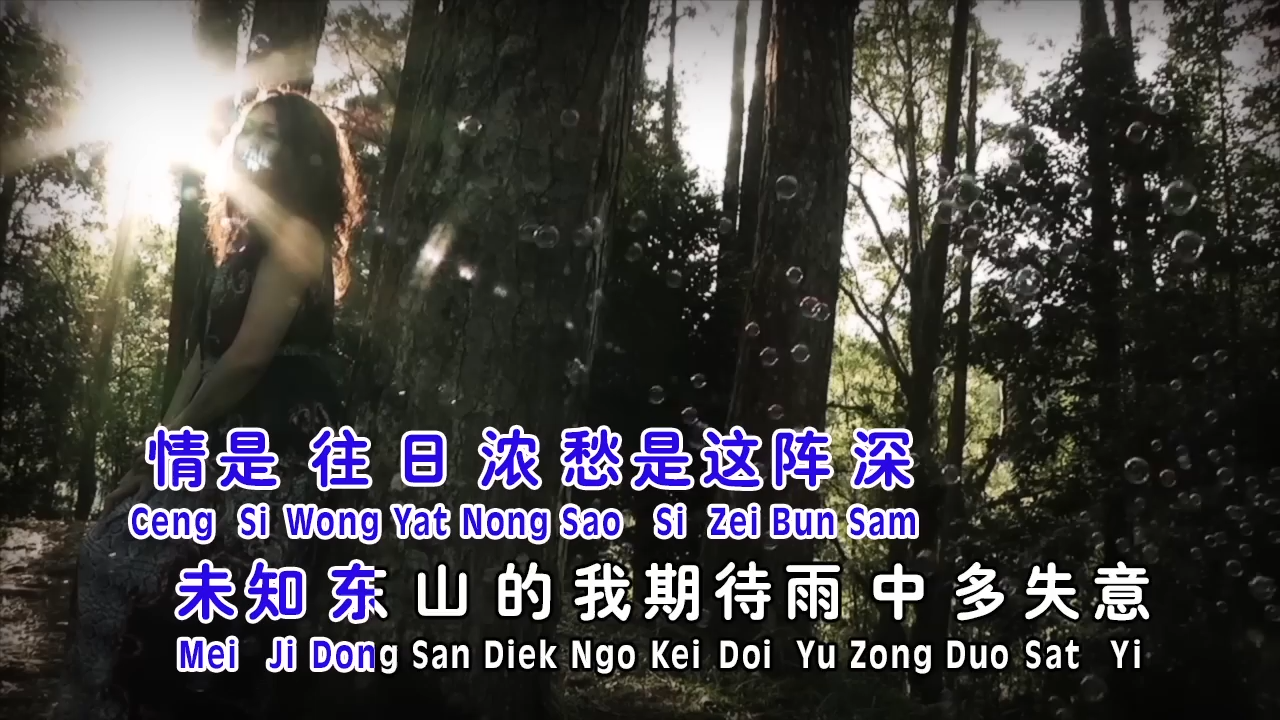 情是 往 日 浓 愁是这阵 深
Ceng Si Wong Yat Nong Sao Si Zei Bun Sam
未知 东 山 的 我期待雨 中 多失意
Mei Ji Dong San Diek Ngo Kei Doi Yu Zong Duo Sat Yi